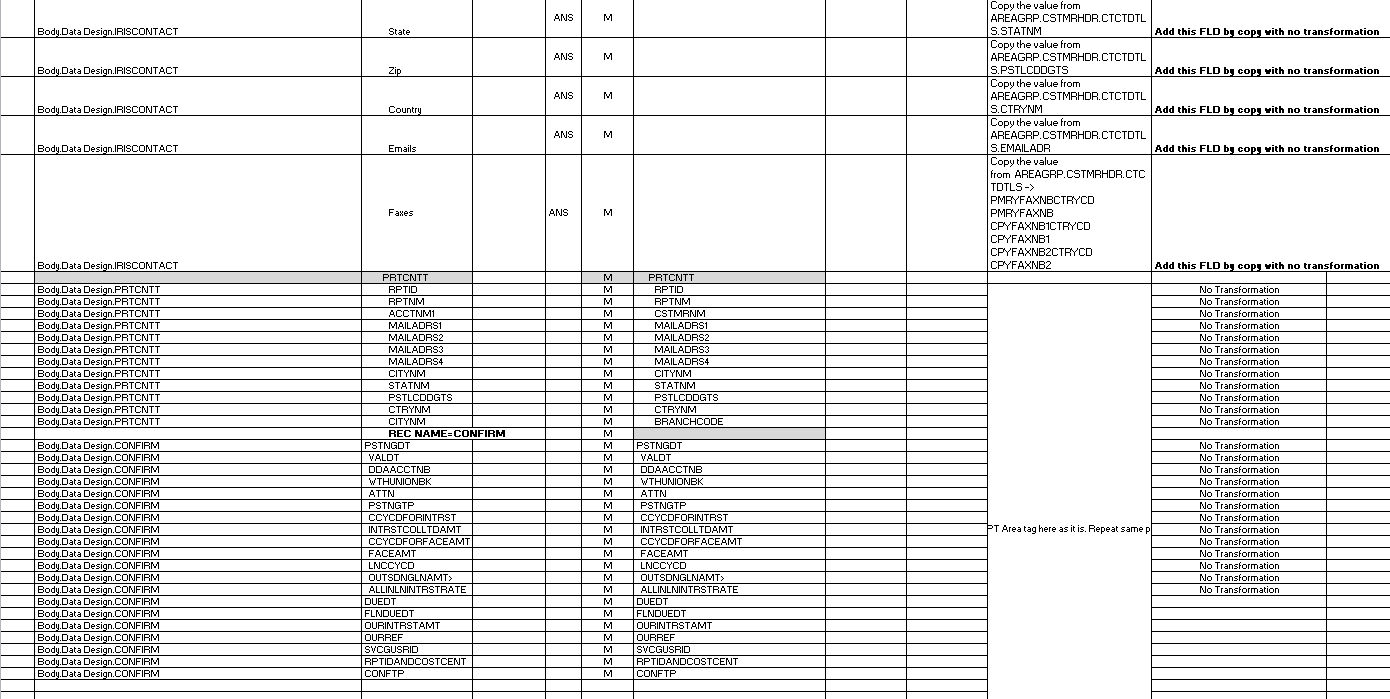 Body.Data Design.IRISCONTACT State ANS M Copy the value from
AREAGRP.CSTMRHDR.CTCTDTL
S.STATNM Add this FLD by copy with no transformation
Body.Data Design.IRISCONTACT Zip ANS M Copy the value from
AREAGRP.CSTMRHDR.CTCTDTL
S.PSTLCDDGTS Add this FLD by copy with no transformation
Body.Data Design.IRISCONTACT Country ANS M Copy the value from
AREAGRP.CSTMRHDR.CTCTDTL
S.CTRYNM Add this FLD by copy with no transformation
Body.Data Design.IRISCONTACT Emails ANS M Copy the value from
AREAGRP.CSTMRHDR.CTCTDTL
S.EMAILADR Add this FLD by copy with no transformation
Body.Data Design.IRISCONTACT Faxes ANS M Copy the value
from AREAGRP.CSTMRHDR.CTC
TDTLS ->
PMRYFAXNBCTRYCD
PMRYFAXNB
CPYFAXNB1CTRYCD
CPYFAXNB1
CPYFAXNB2CTRYCD
CPYFAXNB2 Add this FLD by copy with no transformation
PRTCNTT M PRTCNTT
Body.Data Design.PRTCNTT RPTID M RPTID No Transformation
Body.Data Design.PRTCNTT RPTNM M RPTNM No Transformation
Body.Data Design.PRTCNTT ACCTNM1 M CSTMRNM No Transformation
Body.Data Design.PRTCNTT MAILADRS1 M MAILADRS1 No Transformation
Body.Data Design.PRTCNTT MAILADRS2 M MAILADRS2 No Transformation
Body.Data Design.PRTCNTT MAILADRS3 M MAILADRS3 No Transformation
Body.Data Design.PRTCNTT MAILADRS4 M MAILADRS4 No Transformation
Body.Data Design.PRTCNTT CITYNM M CITYNM No Transformation
Body.Data Design.PRTCNTT STATNM M STATNM No Transformation
Body.Data Design.PRTCNTT PSTLCDDGTS M PSTLCDDGTS No Transformation
Body.Data Design.PRTCNTT CTRYNM M CTRYNM No Transformation
Body.Data Design.PRTCNTT CITYNM M BRANCHCODE No Transformation
REC NAME=CONFIRM M
Body.Data Design.CONFIRM PSTNGDT M PSTNGDT No Transformation
Body.Data Design.CONFIRM VALDT M VALDT No Transformation
Body.Data Design.CONFIRM DDAACCTNB M DDAACCTNB No Transformation
Body.Data Design.CONFIRM WTHUNIONBK M WTHUNIONBK No Transformation
Body.Data Design.CONFIRM ATTN M ATTN No Transformation
Body.Data Design.CONFIRM PSTNGTP M PSTNGTP No Transformation
Body.Data Design.CONFIRM CCYCDFORINTRST M CCYCDFORINTRST No Transformation
Body.Data Design.CONFIRM INTRSTCOLLTDAMT M INTRSTCOLLTDAMT PT Area tag here as it is. Repeat same p No Transformation
Body.Data Design.CONFIRM CCYCDFORFACEAMT M CCYCDFORFACEAMT No Transformation
Body.Data Design.CONFIRM FACEAMT M FACEAMT No Transformation
Body.Data Design.CONFIRM LNCCYCD M LNCCYCD No Transformation
Body.Data Design.CONFIRM OUTSDNGLNAMT> M OUTSDNGLNAMT> No Transformation
Body.Data Design.CONFIRM ALLINLNINTRSTRATE M ALLINLNINTRSTRATE No Transformation
Body.Data Design.CONFIRM DUEDT M DUEDT
Body.Data Design.CONFIRM FLNDUEDT M FLNDUEDT
Body.Data Design.CONFIRM OURINTRSTAMT M OURINTRSTAMT
Body.Data Design.CONFIRM OURREF M OURREF
Body.Data Design.CONFIRM SVCGUSRID M SVCGUSRID
Body.Data Design.CONFIRM RPTIDANDCOSTCENT M RPTIDANDCOSTCENT
Body.Data Design.CONFIRM CONFTP M CONFTP